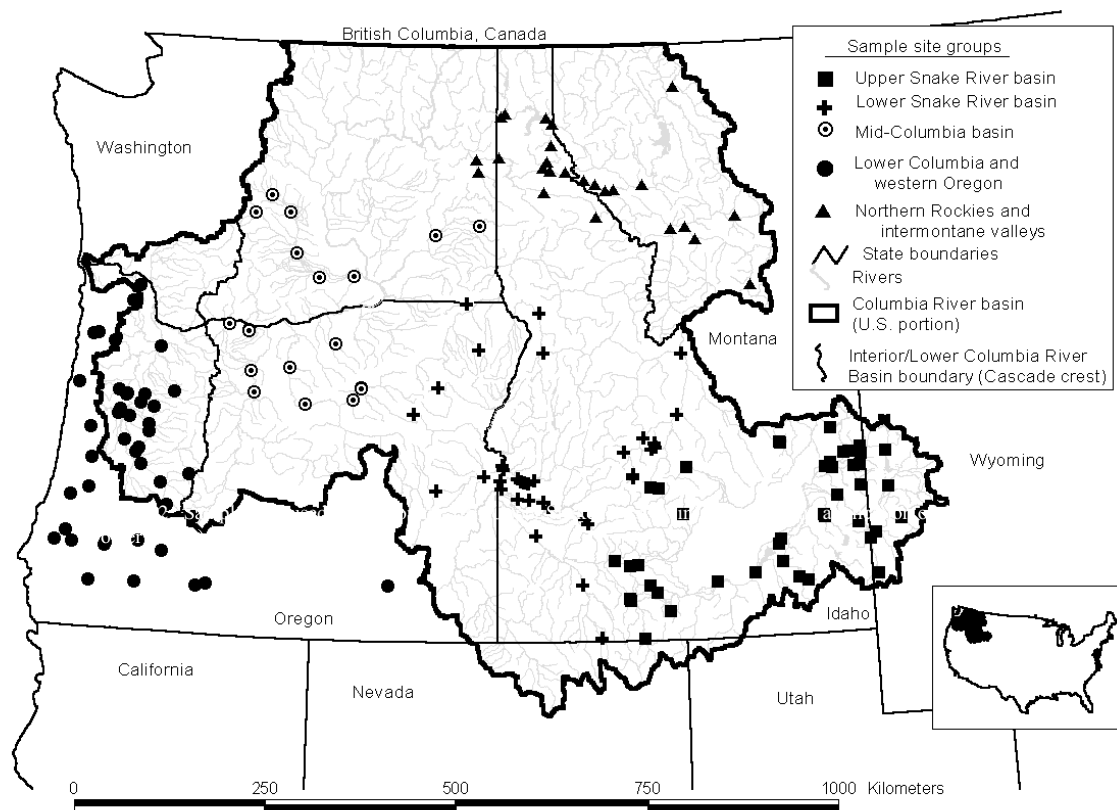 British Columbia, Canada
Washington
Montana
Wyoming
Oregon
Idaho
California
Nevada
Utah
Sample site groups
Upper Snake River basin
Lower Snake River basin
Mid-Columbia basin
Lower Columbia and
western Oregon
Northern Rockies and
intermontane valleys
State boundaries
Rivers
Columbia River basin
(U.S. portion)
Interior/Lower Columbia River
Basin boundary (Cascade crest)
0 250 500 750 1000 Kilometers